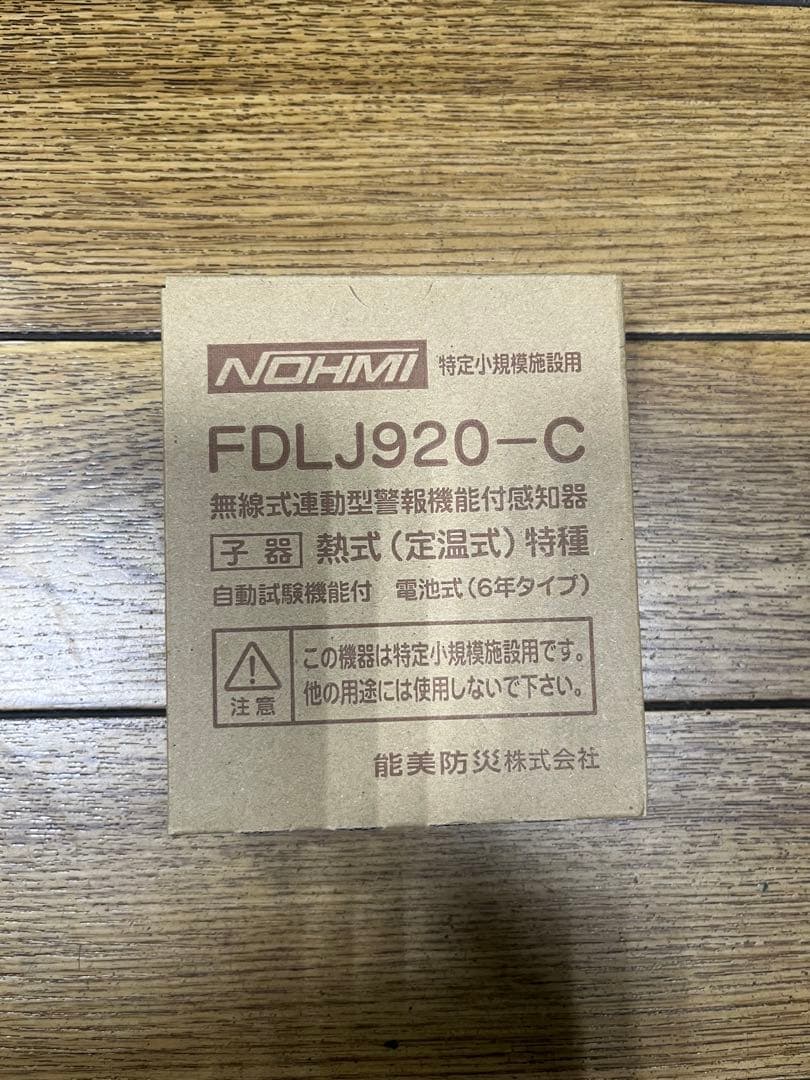 NOHMI 特定小規模施設用
FDLJ920-C
無線式連動型警報機能付感知器
子器 熱式(定温式)特種
自動試験機能付 電池式(6年タイプ)
この機器は特定小規模施設用です。
注意 他の用途には使用しないで下さい。
能美防災株式会社